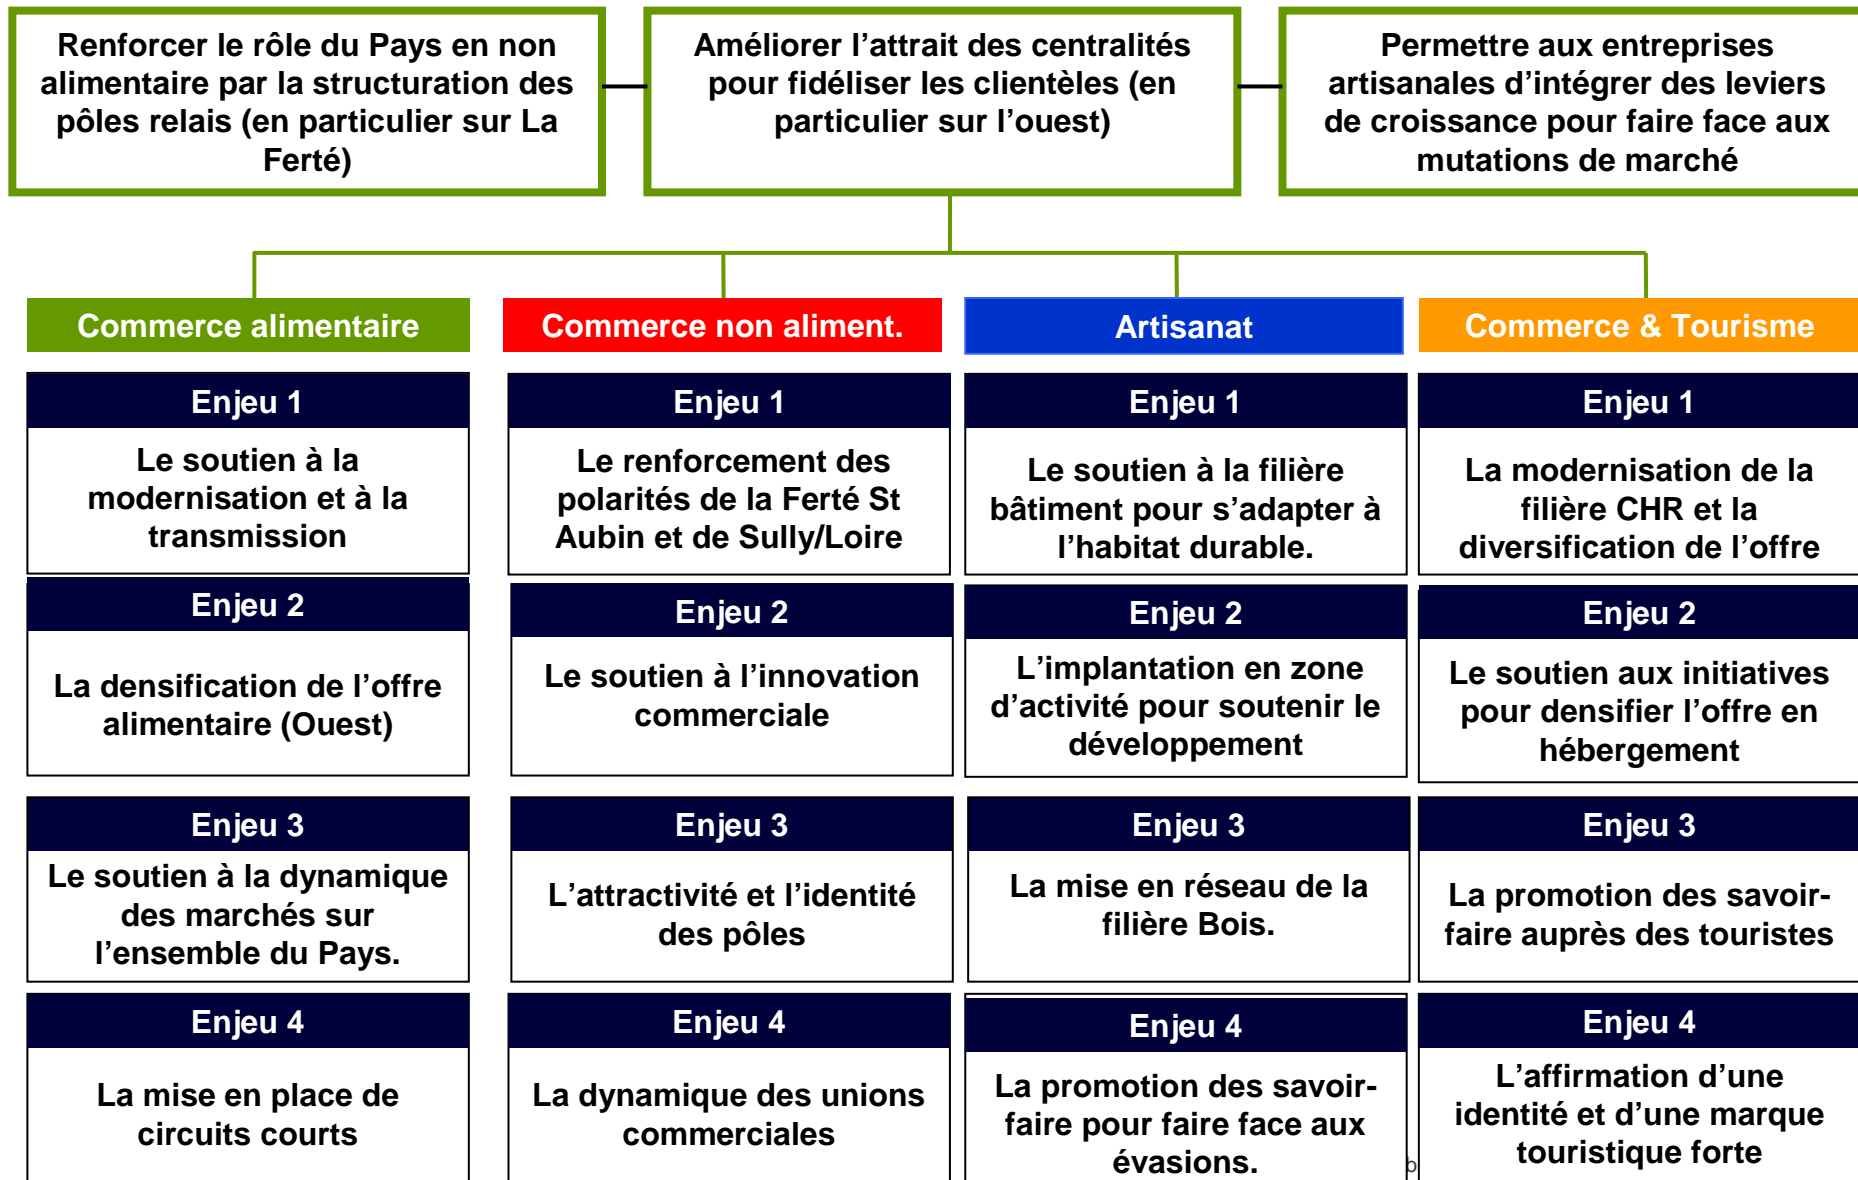 Renforcer le rôle du Pays en non
alimentaire par la structuration des
pôles relais (en particulier sur La
Ferté)
Améliorer l’attrait des centralités
pour fidéliser les clientèles (en
particulier sur l’ouest)
Permettre aux entreprises
artisanales d’intégrer des leviers
de croissance pour faire face aux
mutations de marché
Commerce alimentaire
Enjeu 1
Le soutien à la
modernisation et à la
transmission
Enjeu 2
La densification de l’offre
alimentaire (Ouest)
Enjeu 3
Le soutien à la dynamique
des marchés sur
l’ensemble du Pays.
Enjeu 4
La mise en place de
circuits courts
Commerce non aliment.
Enjeu 1
Le renforcement des
polarités de la Ferté St
Aubin et de Sully/Loire
Enjeu 2
Le soutien à l’innovation
commerciale
Enjeu 3
L’attractivité et l’identité
des pôles
Enjeu 4
La dynamique des unions
commerciales
Artisanat
Enjeu 1
Le soutien à la filière
bâtiment pour s’adapter à
l’habitat durable.
Enjeu 2
L’implantation en zone
d’activité pour soutenir le
développement
Enjeu 3
La mise en réseau de la
filière Bois.
Enjeu 4
La promotion des savoir-
faire pour faire face aux
évasions.
Commerce & Tourisme
Enjeu 1
La modernisation de la
filière CHR et la
diversification de l’offre
Enjeu 2
Le soutien aux initiatives
pour densifier l’offre en
hébergement
Enjeu 3
La promotion des savoir-
faire auprès des touristes
Enjeu 4
L’affirmation d’une
identité et d’une marque
touristique forte